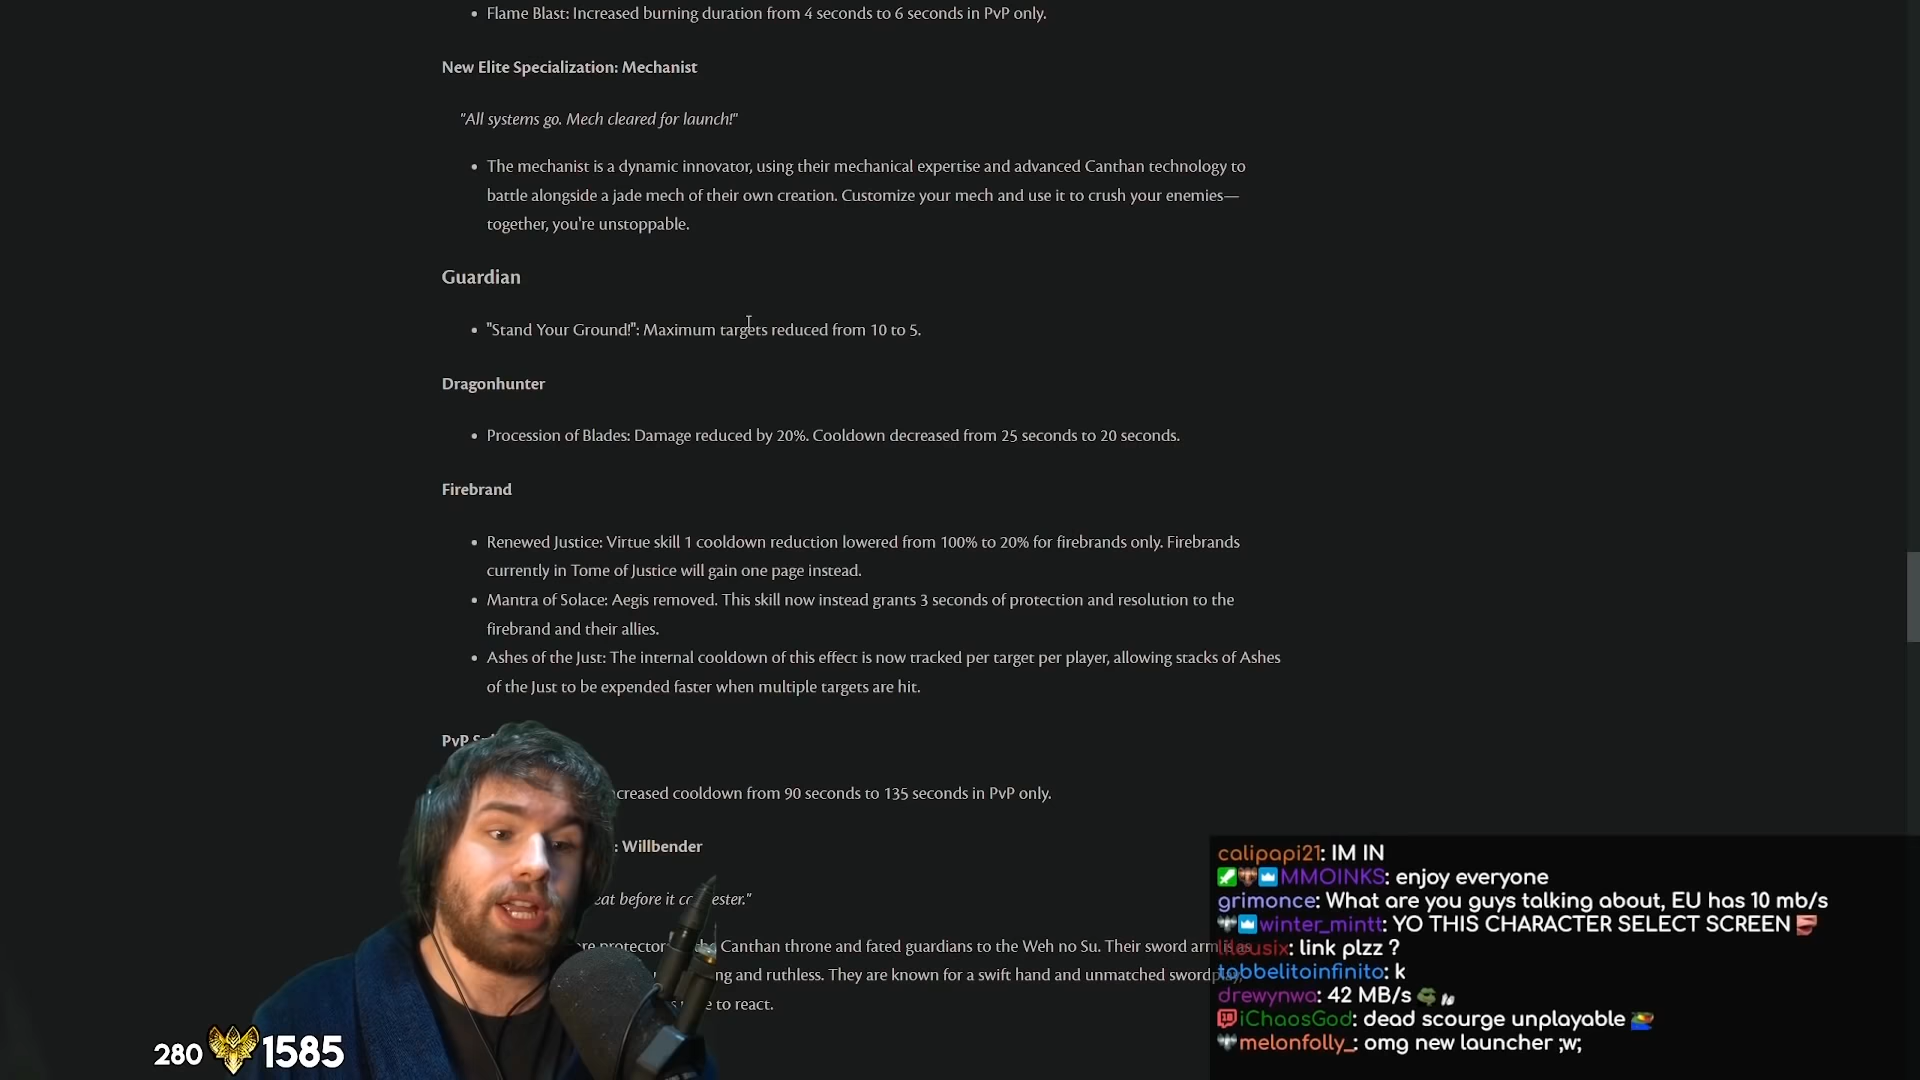 • Flame Blast: Increased burning duration from 4 seconds to 6 seconds in PvP only.
New Elite Specialization: Mechanist
"All systems go. Mech cleared for launch!"
• The mechanist is a dynamic innovator, using their mechanical expertise and advanced Canthan technology to
battle alongside a jade mech of their own creation. Customize your mech and use it to crush your enemies—
together, you're unstoppable.
Guardian
• "Stand Your Ground!": Maximum targets reduced from 10 to 5.
Dragonhunter
• Procession of Blades: Damage reduced by 20%. Cooldown decreased from 25 seconds to 20 seconds.
Firebrand
• Renewed Justice: Virtue skill 1 cooldown reduction lowered from 100% to 20% for firebrands only. Firebrands
currently in Tome of Justice will gain one page instead.
• Mantra of Solace: Aegis removed. This skill now instead grants 3 seconds of protection and resolution to the
firebrand and their allies.
• Ashes of the Just: The internal cooldown of this effect is now tracked per target per player, allowing stacks of Ashes
of the Just to be expended faster when multiple targets are hit.
PvP
creased cooldown from 90 seconds to 135 seconds in PvP only.
: Willbender
eat before it ester."
protector Canthan throne and fated guardians to the Weh no Su. Their sword arm
ng and ruthless. They are known for a swift hand and unmatched swordp
to react.
calipapi21: IM IN
MMOINKS: enjoy everyone
grimonce: What are you guys talking about, EU has 10 mb/s
winter_mintt: YO THIS CHARACTER SELECT SCREEN
link plzz ?
tobbelitoinfinito: k
drewynwa: 42 MB/s
iChaosGod: dead scourge unplayable
melonfolly_: omg new launcher ;w;
280 1585